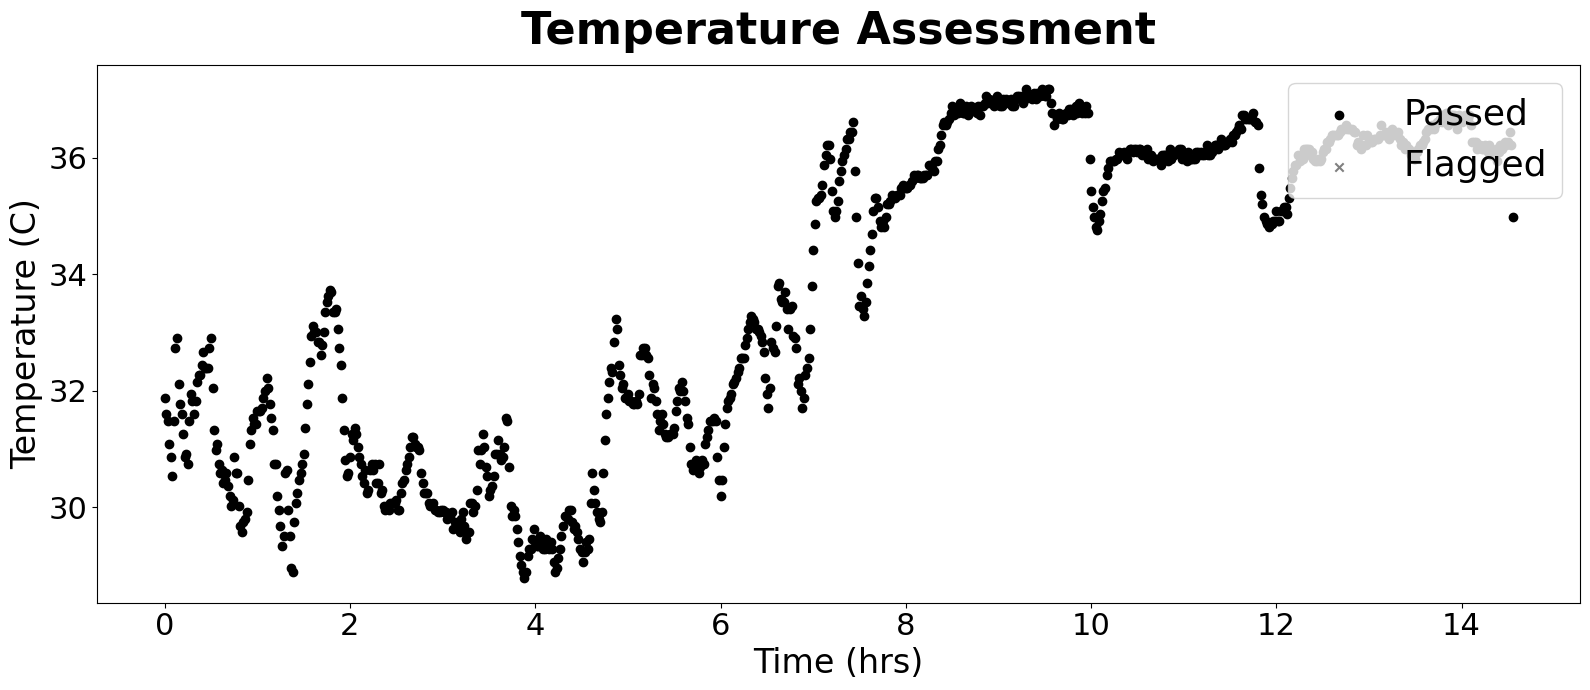 Temperature Assessment
Passed
Flagged
Temperature (C)
36
34
32
30
0 2 4 6 8 10 12 14
Time (hrs)